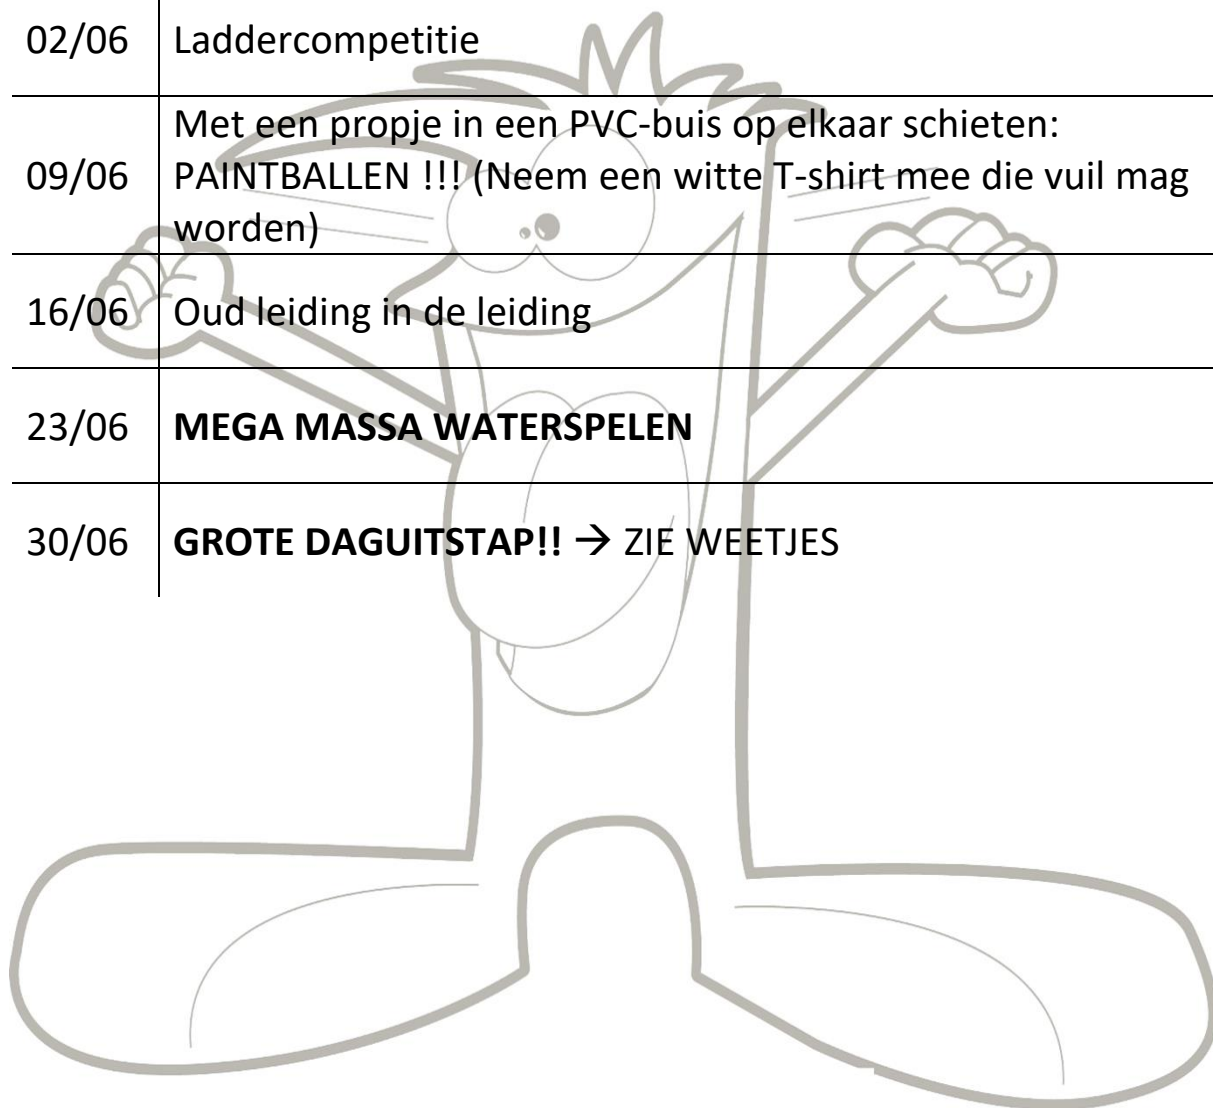 02/06 Laddercompetitie
Met een propje in een PVC-buis op elkaar schieten:
09/06 PAINTBALLEN !!! (Neem een witte T-shirt mee die vuil mag
worden)
16/06 Oud leiding in de leiding
23/06 MEGA MASSA WATERSPELEN
30/06 GROTE DAGUITSTAP!! → ZIE WEETJES